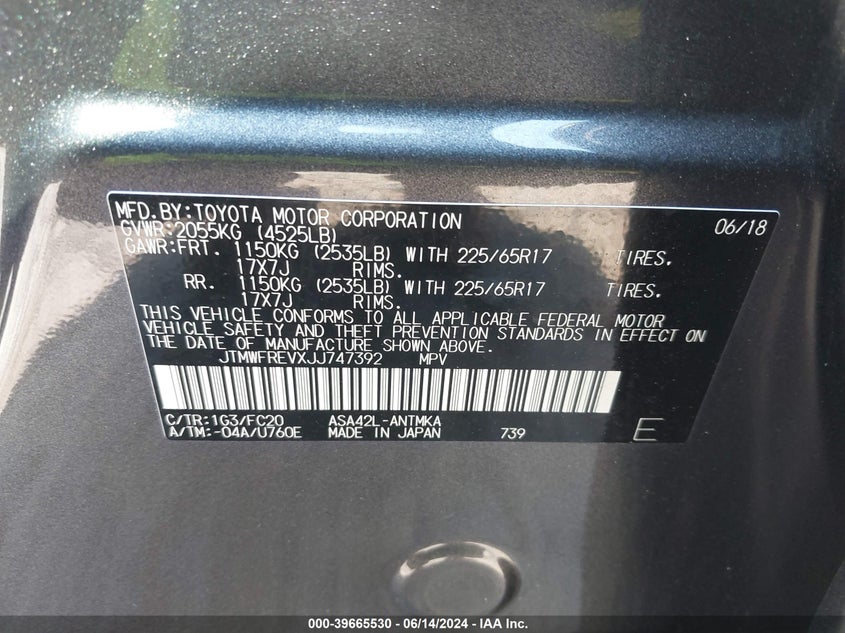 MFD.BY:TOYOTA MOTOR CORPORATION 06/18
GVWR:2055KG (4525LB)
GAWR:FRT. 1150KG (2535LB) WITH 225/65R17 TIRES.
17X7J RIMS.
RR. 1150KG (2535LB) WITH 225/65R17 TIRES.
17X7J RIMS.
THIS VEHICLE CONFORMS TO ALL APPLICABLE FEDERAL MOTOR
VEHICLE SAFETY AND THEFT PREVENTION STANDARDS IN EFFECT ON
THE DATE OF MANUFACTURE SHOWN ABOVE.
JTMWFREVXJJ747392 MPV
C/TR:1G3/FC20 ASA42L-ANTMKA
A/TM:-04A/U760E MADE IN JAPAN 739 E
000-39665530 - 06/14/2024 - IAA Inc.